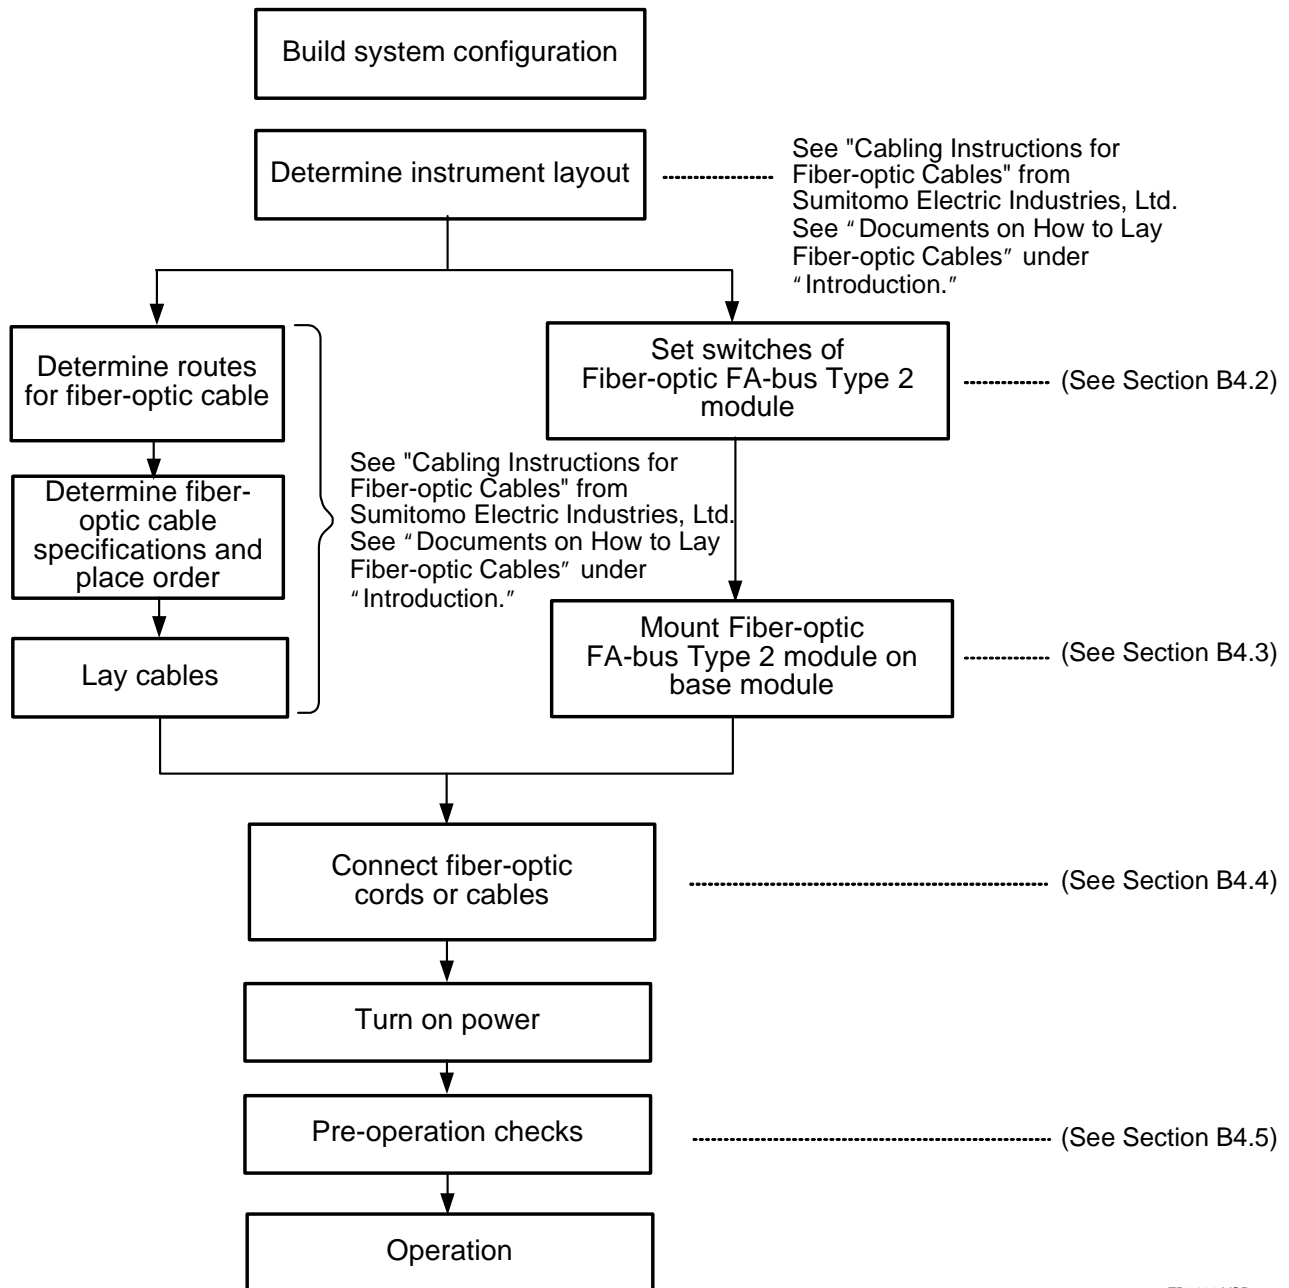 Build system configuration
Determine instrument layout
See "Cabling Instructions for
Fiber-optic Cables" from
Sumitomo Electric Industries, Ltd.
See “Documents on How to Lay
Fiber-optic Cables” under
“Introduction.”
Determine routes
for fiber-optic cable
Set switches of
Fiber-optic FA-bus Type 2
module
(See Section B4.2)
See "Cabling Instructions for
Fiber-optic Cables" from
Sumitomo Electric Industries, Ltd.
See “Documents on How to Lay
Fiber-optic Cables” under
“Introduction.”
Determine fiber-
optic cable
specifications and
place order
Lay cables
Mount Fiber-optic
FA-bus Type 2 module on
base module
(See Section B4.3)
Connect fiber-optic
cords or cables
(See Section B4.4)
Turn on power
Pre-operation checks
(See Section B4.5)
Operation